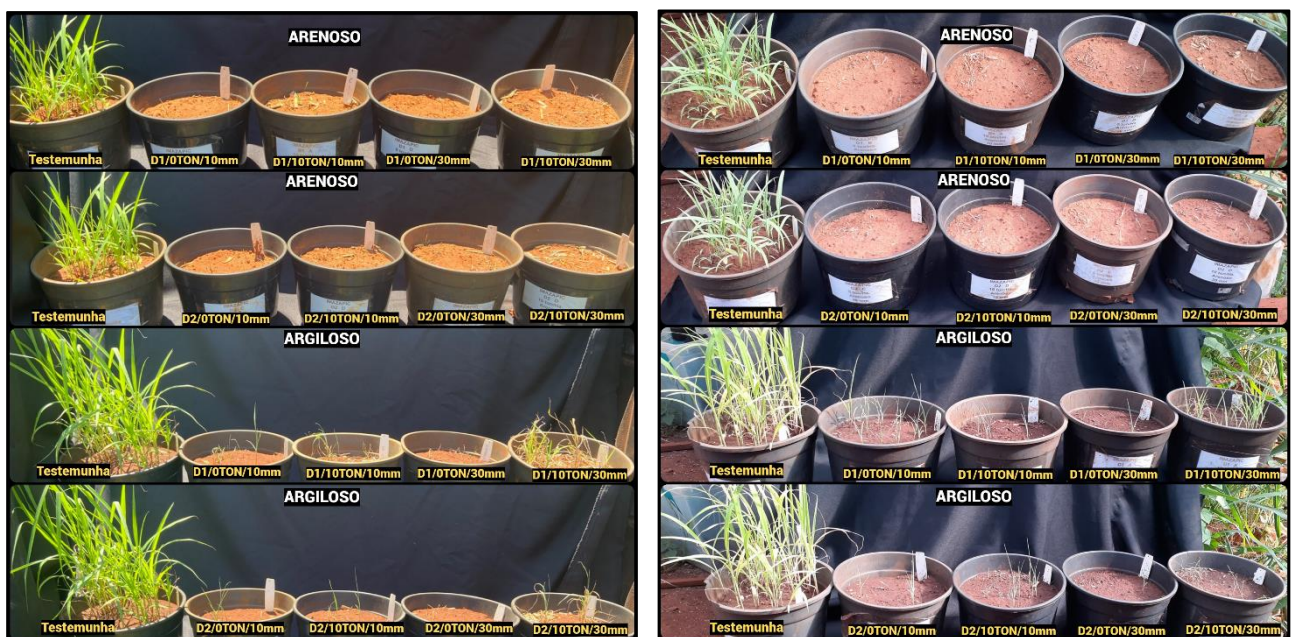 ARENOSO
Testemunha D1/0TON/10mm D1/10TON/10mm D1/0TON/30mm D1/10TON/30mm
ARENOSO
Testemunha D2/0TON/10mm D2/10TON/10mm D2/0TON/30mm D2/10TON/30mm
ARGILOSO
Testemunha D1/0TON/10mm D1/10TON/10mm D1/0TON/30mm D1/10TON/30mm
ARGILOSO
Testemunha D2/0TON/10mm D2/10TON/10mm D2/0TON/30mm D2/10TON/30mm
ARENOSO
Testemunha D1/0TON/10mm D1/10TON/10mm D1/0TON/30mm D1/10TON/30mm
ARENOSO
Testemunha D2/0TON/10mm D2/10TON/10mm D2/0TON/30mm D2/10TON/30mm
ARGILOSO
Testemunha D1/0TON/10mm D1/10TON/10mm D1/0TON/30mm D1/10TON/30mm
ARGILOSO
Testemunha D2/0TON/10mm D2/10TON/10mm D2/0TON/30mm D2/10TON/30mm